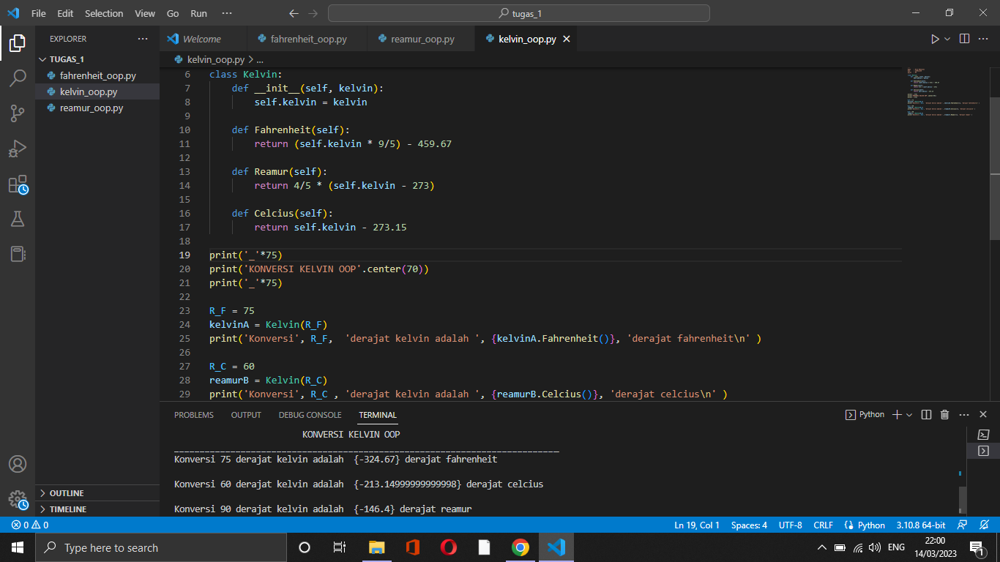 File Edit Selection View Go Run ··· tugas_1
EXPLORER ···
TUGAS_1
fahrenheit_oop.py
kelvin_oop.py
reamur_oop.py
OUTLINE
TIMELINE
Welcome fahrenheit_oop.py reamur_oop.py kelvin_oop.py
kelvin_oop.py > ...
6 class Kelvin:
7     def __init__(self, kelvin):
8         self.kelvin = kelvin
9
10     def Fahrenheit(self):
11         return (self.kelvin * 9/5) - 459.67
12
13     def Reamur(self):
14         return 4/5 * (self.kelvin - 273)
15
16     def Celcius(self):
17         return self.kelvin - 273.15
18
19 print('_'*75)
20 print('KONVERSI KELVIN OOP'.center(70))
21 print('_'*75)
22
23 R_F = 75
24 kelvinA = Kelvin(R_F)
25 print('Konversi', R_F,  'derajat kelvin adalah ', {kelvinA.Fahrenheit()}, 'derajat fahrenheit\n' )
26
27 R_C = 60
28 reamurB = Kelvin(R_C)
29 print('Konversi', R_C , 'derajat kelvin adalah ', {reamurB.Celcius()}, 'derajat celcius\n' )
PROBLEMS OUTPUT DEBUG CONSOLE TERMINAL Python
KONVERSI KELVIN OOP
___________________________________________________________________________
Konversi 75 derajat kelvin adalah  {-324.67} derajat fahrenheit
Konversi 60 derajat kelvin adalah  {-213.14999999999998} derajat celcius
Konversi 90 derajat kelvin adalah  {-146.4} derajat reamur
0 0 Ln 19, Col 1 Spaces: 4 UTF-8 CRLF Python 3.10.8 64-bit
Type here to search ENG 22:00
14/03/2023 1